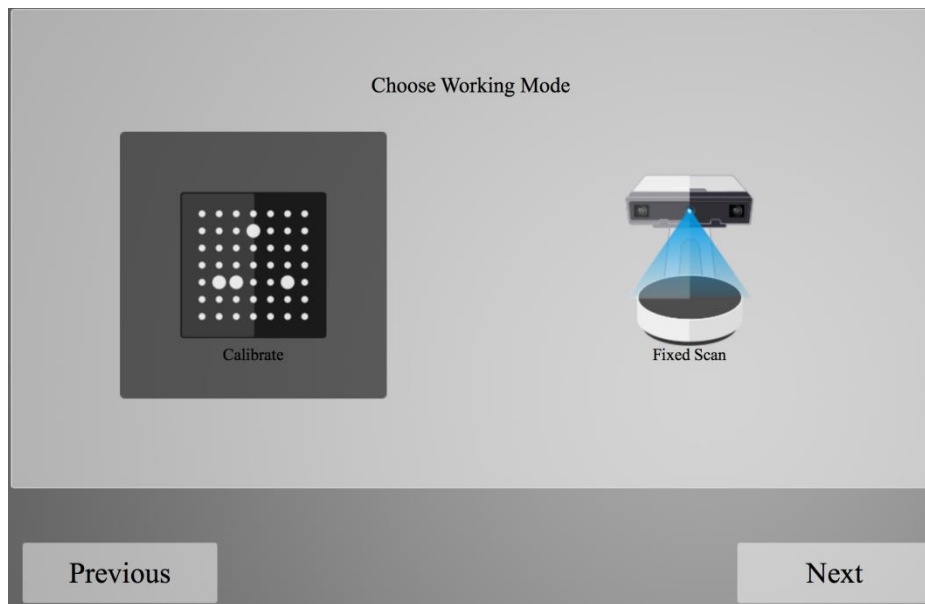 Choose Working Mode
Calibrate
Fixed Scan
Previous
Next